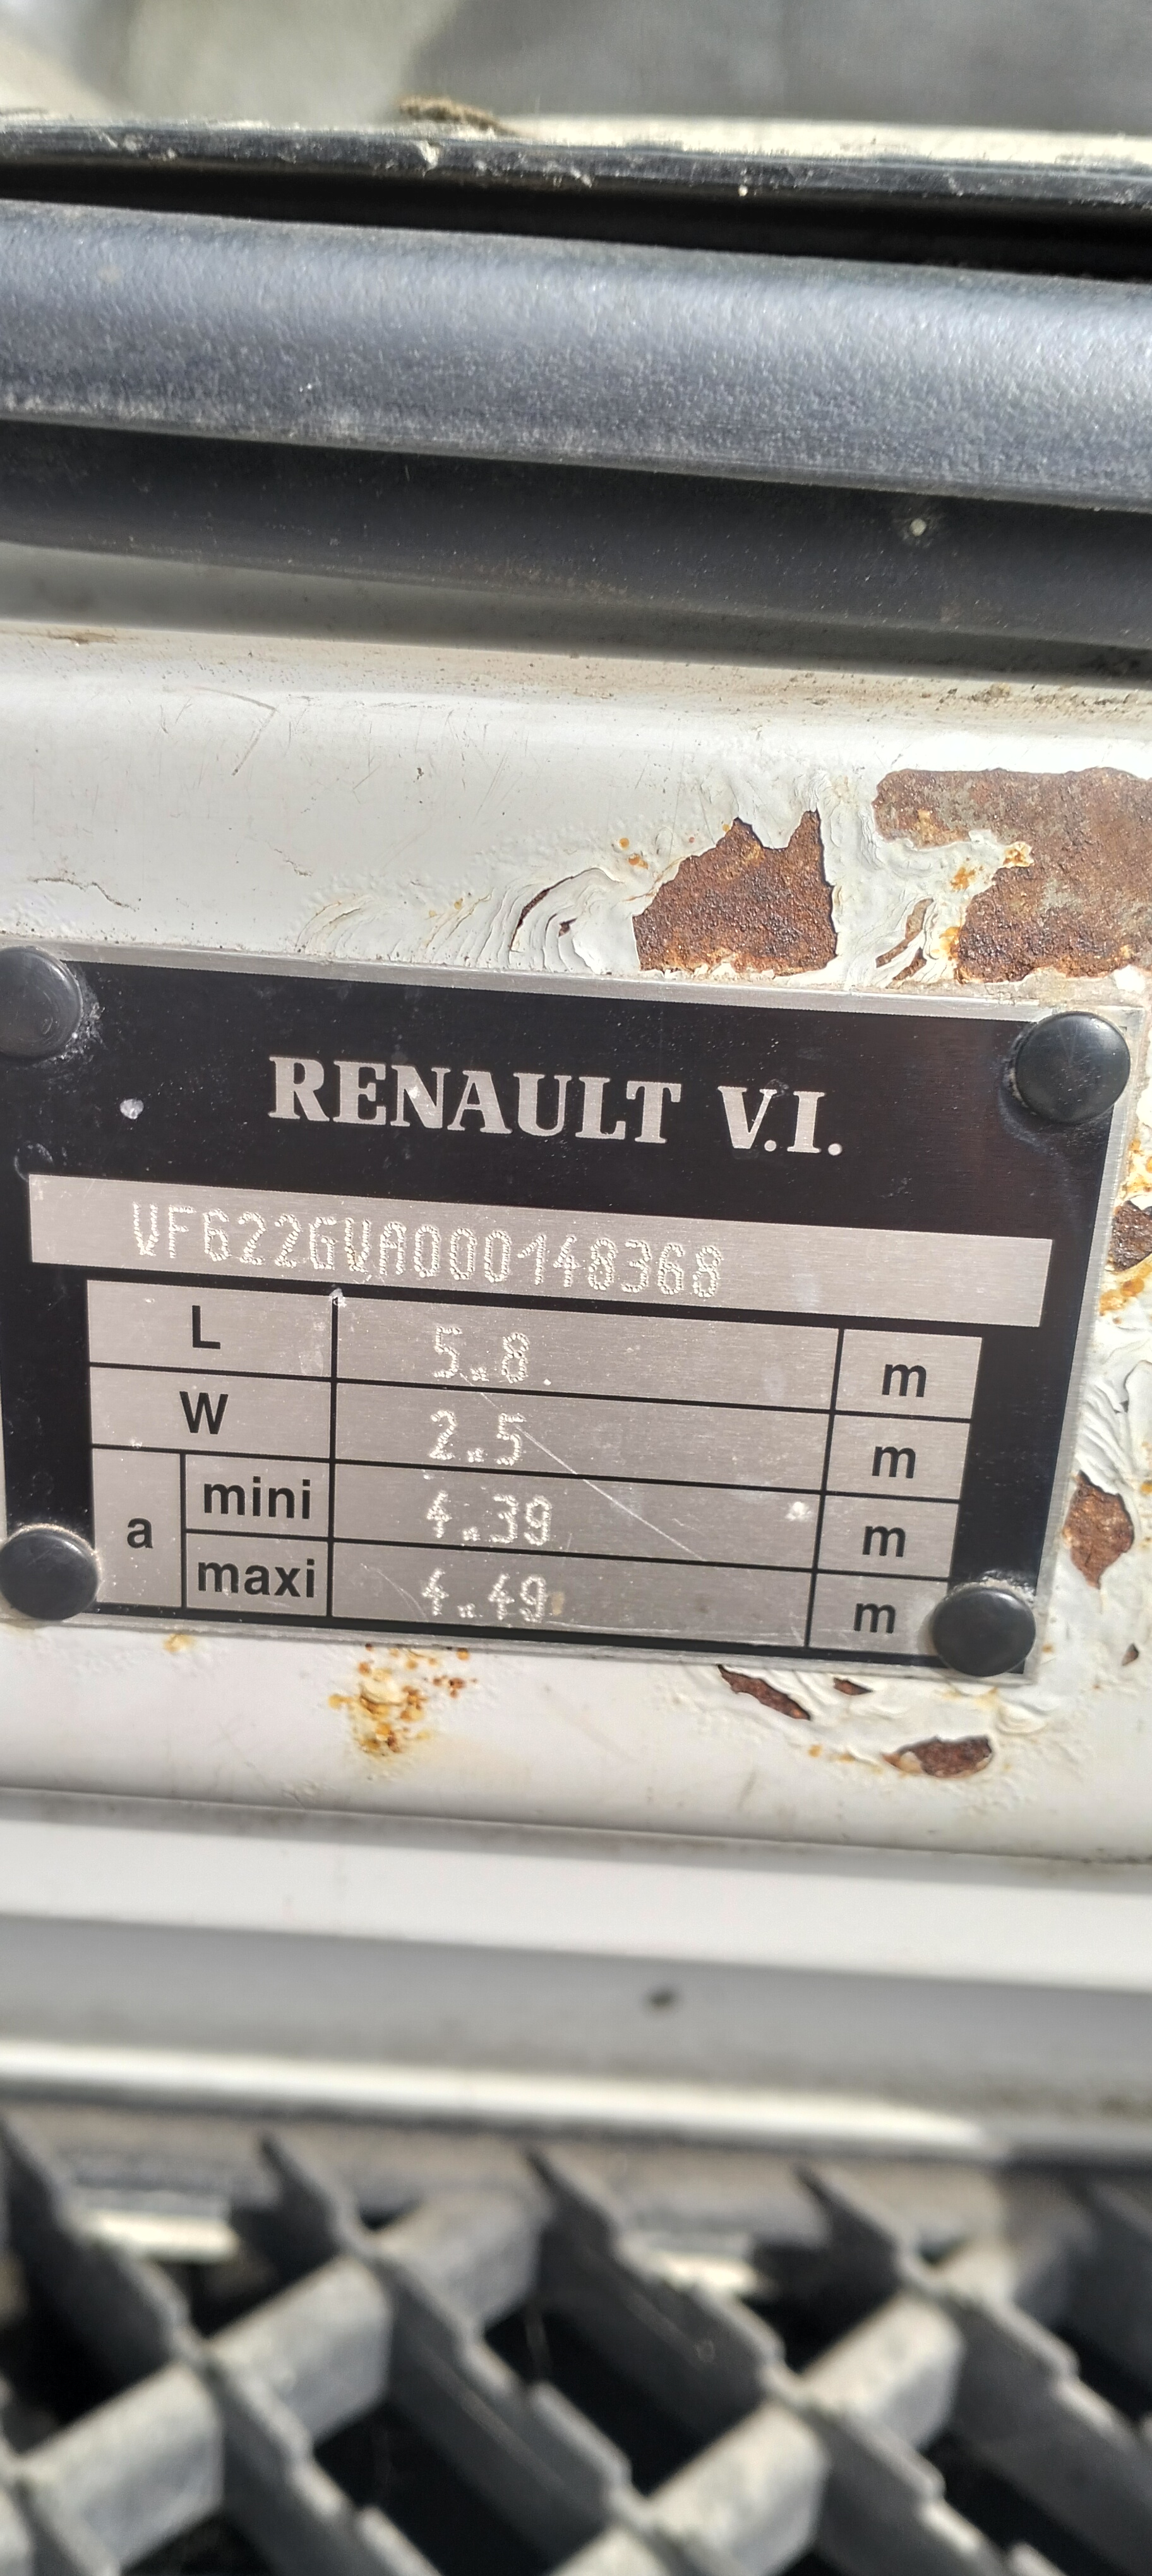 RENAULT V.I.
VF622GVA000148368
L 5.8 m
W 2.5 m
a mini 4.39 m
maxi 4.49 m